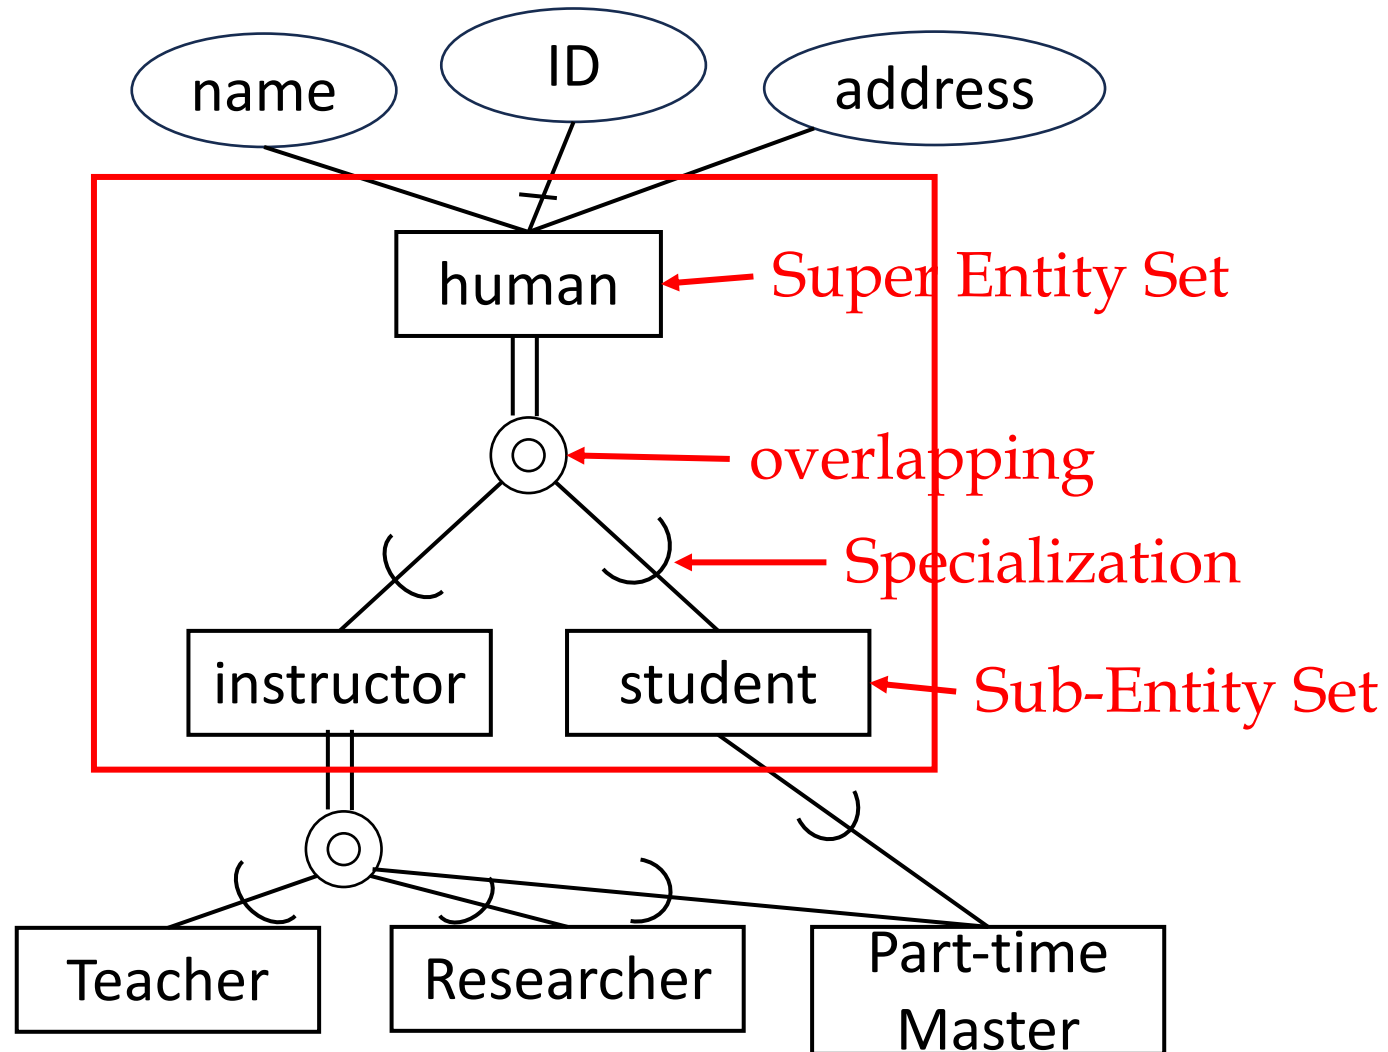 name
ID
address
human
Super Entity Set
overlapping
Specialization
instructor
student
Sub-Entity Set
Teacher
Researcher
Part-time
Master